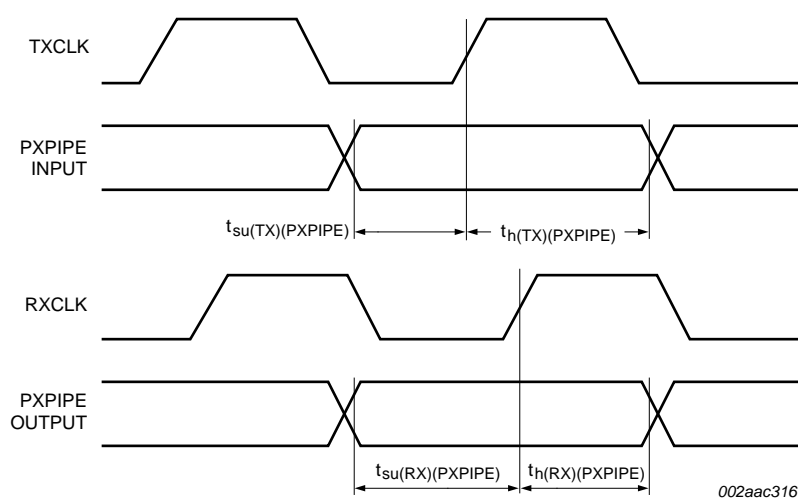 TXCLK
PXPIPE
INPUT
tsu(TX)(PXPIPE)
th(TX)(PXPIPE)
RXCLK
PXPIPE
OUTPUT
tsu(RX)(PXPIPE)
th(RX)(PXPIPE)
002aac316